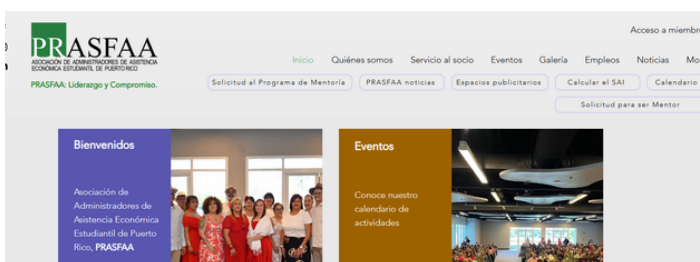 Acceso a miembro
PRASFAA
ASOCIACIÓN DE ADMINISTRADORES DE ASISTENCIA
ECONÓMICA ESTUDIANTIL DE PUERTO RICO
PRASFAA: Liderazgo y Compromiso.
Inicio Quiénes somos Servicio al socio Eventos Galería Empleos Noticias Mo
Solicitud al Programa de Mentoría PRASFAA noticias Espacios publicitarios Calcular el SAI Calendario
Solicitud para ser Mentor
Bienvenidos
Asociación de
Administradores de
Asistencia Económica
Estudiantil de Puerto
Rico, PRASFAA
Eventos
Conoce nuestro
calendario de
actividades